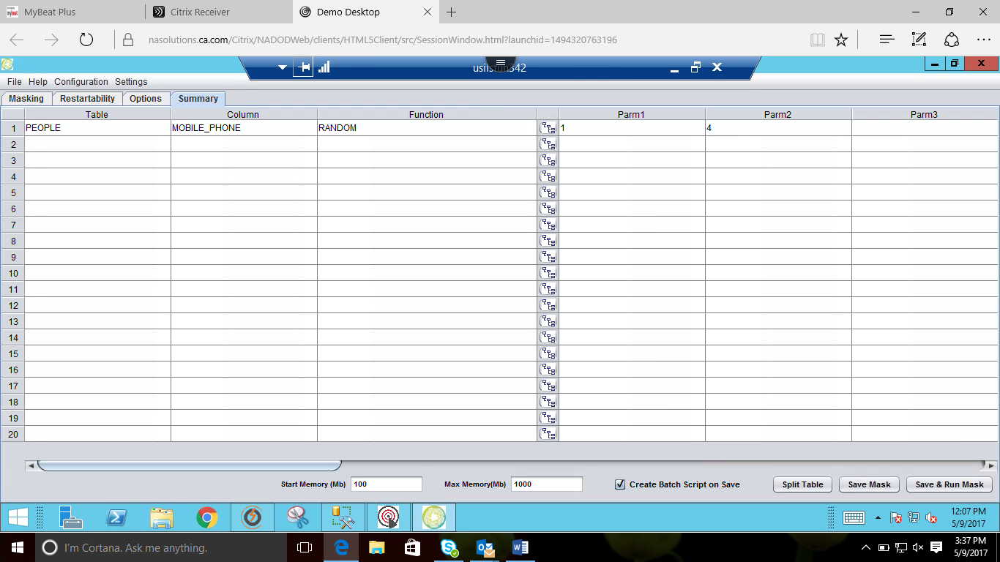 MyBeat Plus
Citrix Receiver
Demo Desktop
nasolutions.ca.com/Citrix/NADODWeb/clients/HTML5Client/src/SessionWindow.html?launchid=1494320763196
File Help Configuration Settings
Masking Restartability Options Summary
Table Column Function Parm1 Parm2 Parm3
1 PEOPLE MOBILE_PHONE RANDOM 1 4
2
3
4
5
6
7
8
9
10
11
12
13
14
15
16
17
18
19
20
Start Memory (Mb) 100 Max Memory(Mb) 1000 Create Batch Script on Save Split Table Save Mask Save & Run Mask
12:07 PM
5/9/2017
I'm Cortana. Ask me anything.
3:37 PM
5/9/2017